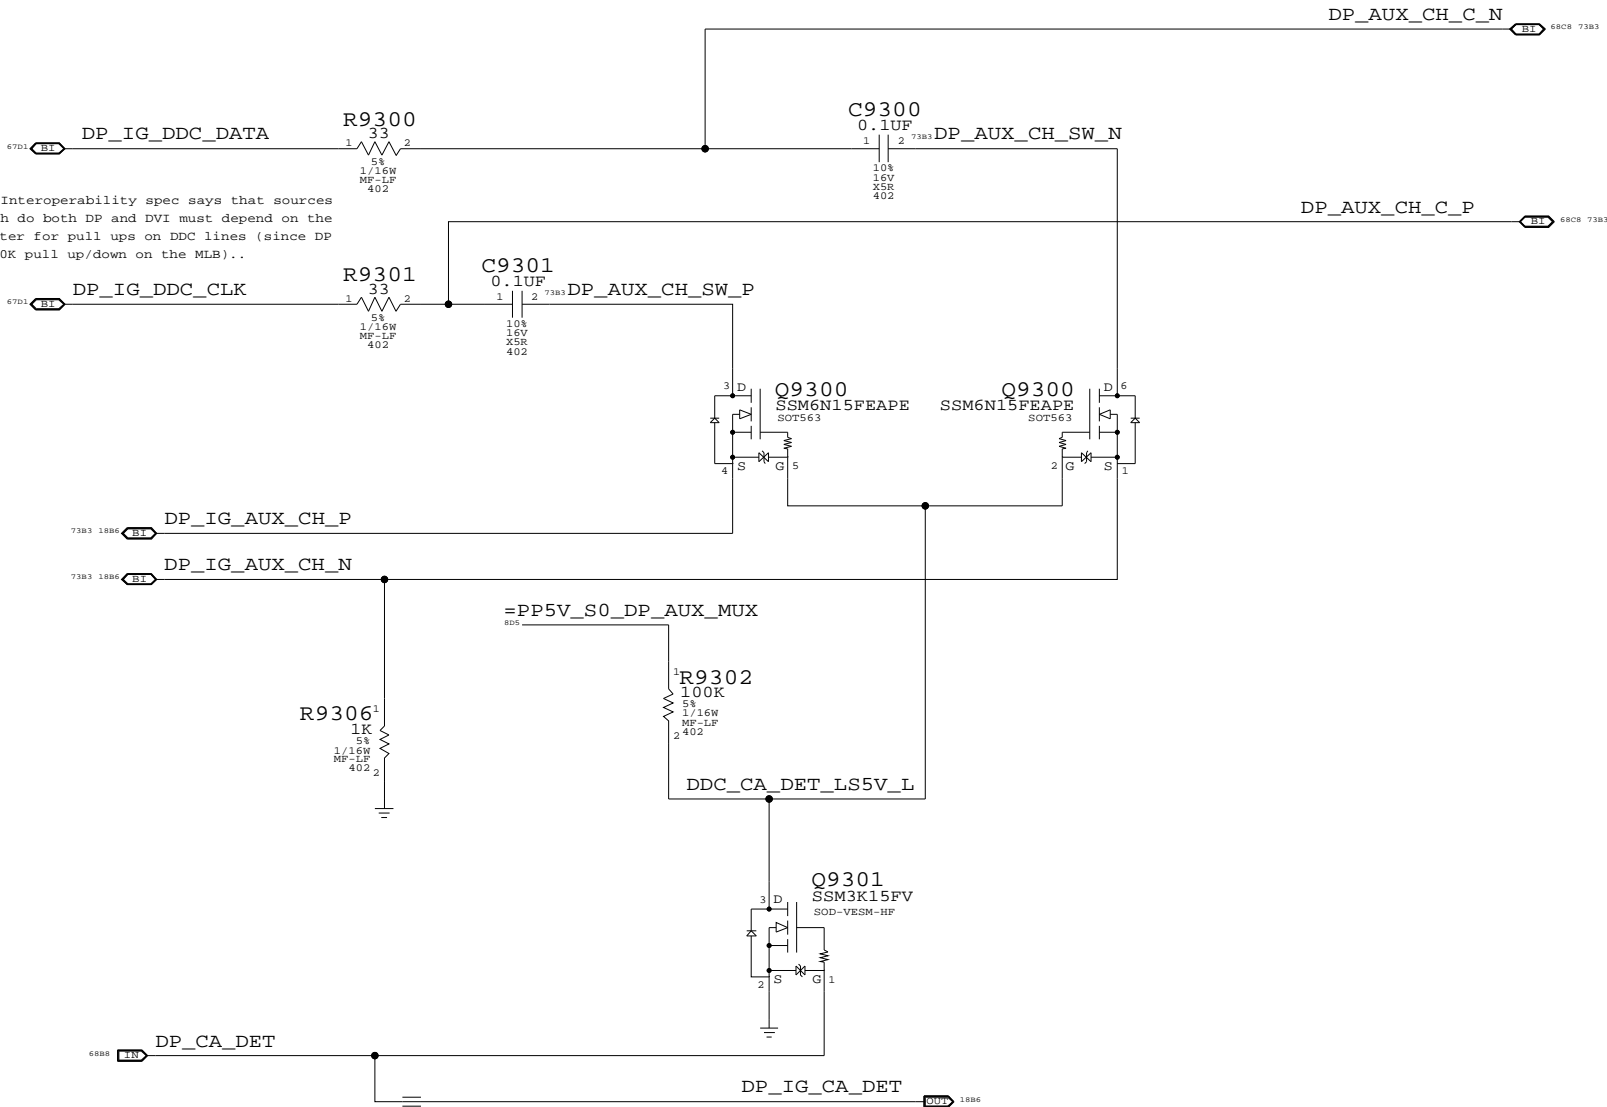 DP_AUX_CH_C_N
BI 68C8 73B3
67D1 BI DP_IG_DDC_DATA
R9300
33
1 2
5%
1/16W
MF-LF
402
C9300
0.1UF
1 2
10%
16V
X5R
402
73B3 DP_AUX_CH_SW_N
Interoperability spec says that sources
h do both DP and DVI must depend on the
ter for pull ups on DDC lines (since DP
0K pull up/down on the MLB)..
DP_AUX_CH_C_P
BI 68C8 73B3
67D1 BI DP_IG_DDC_CLK
R9301
33
1 2
5%
1/16W
MF-LF
402
C9301
0.1UF
1 2
10%
16V
X5R
402
73B3 DP_AUX_CH_SW_P
3 D
Q9300
SSM6N15FEAPE
SOT563
4 S G 5
Q9300
SSM6N15FEAPE
SOT563
D 6
2 G S 1
73B3 18B6 BI DP_IG_AUX_CH_P
73B3 18B6 BI DP_IG_AUX_CH_N
=PP5V_S0_DP_AUX_MUX
8D5
1
R9302
100K
5%
1/16W
MF-LF
402
2
R9306
1
1K
5%
1/16W
MF-LF
402
2
DDC_CA_DET_LS5V_L
Q9301
SSM3K15FV
SOD-VESM-HF
3 D
2 S G 1
68B8 IN DP_CA_DET
DP_IG_CA_DET
OUT 18B6